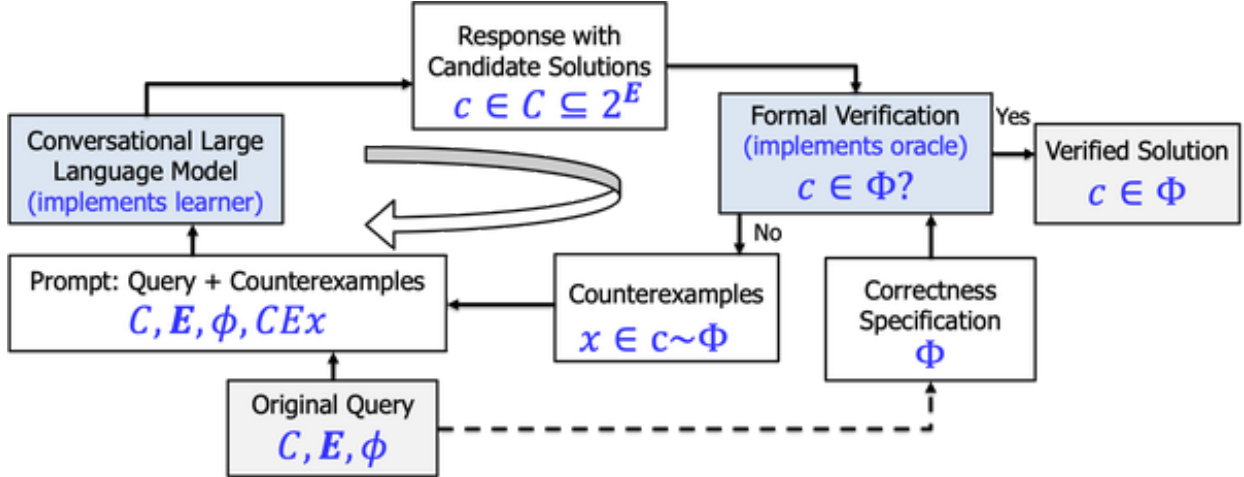 Response with
Candidate Solutions
c ∈ C ⊆ 2^E
Conversational Large
Language Model
(implements learner)
Formal Verification
(implements oracle)
c ∈ Φ?
Yes
Verified Solution
c ∈ Φ
No
Prompt: Query + Counterexamples
C, E, ϕ, CEx
Counterexamples
x ∈ c~Φ
Correctness
Specification
Φ
Original Query
C, E, ϕ